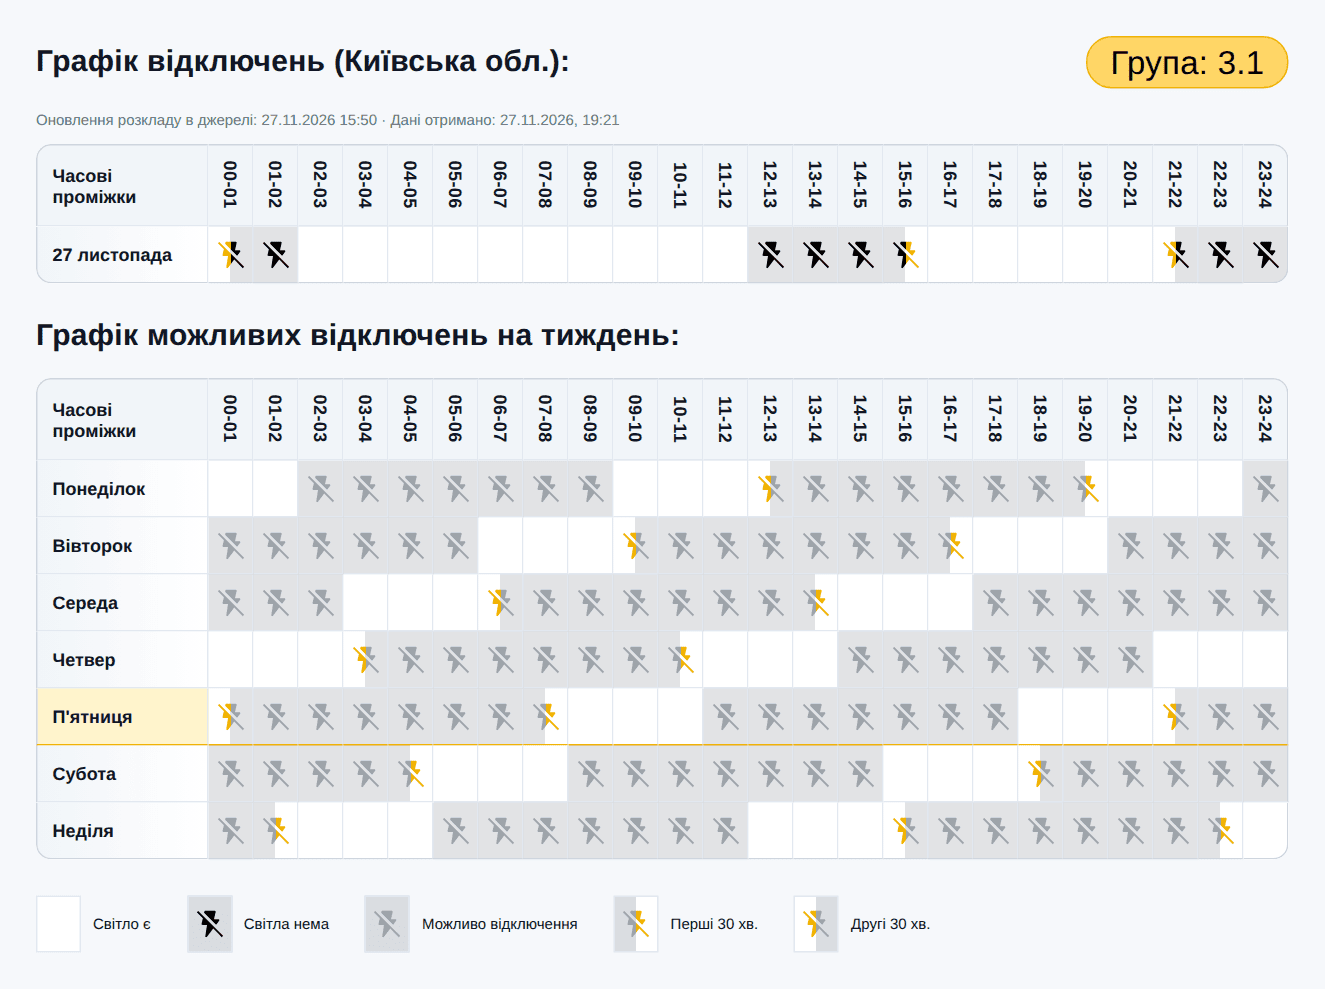 Графік відключень (Київська обл.):
Група: 3.1
Оновлення розкладу в джерелі: 27.11.2026 15:50 · Дані отримано: 27.11.2026, 19:21
Часові проміжки 00-01 01-02 02-03 03-04 04-05 05-06 06-07 07-08 08-09 09-10 10-11 11-12 12-13 13-14 14-15 15-16 16-17 17-18 18-19 19-20 20-21 21-22 22-23 23-24
27 листопада
Графік можливих відключень на тиждень:
Часові проміжки 00-01 01-02 02-03 03-04 04-05 05-06 06-07 07-08 08-09 09-10 10-11 11-12 12-13 13-14 14-15 15-16 16-17 17-18 18-19 19-20 20-21 21-22 22-23 23-24
Понеділок
Вівторок
Середа
Четвер
П'ятниця
Субота
Неділя
Світло є
Світла нема
Можливо відключення
Перші 30 хв.
Другі 30 хв.